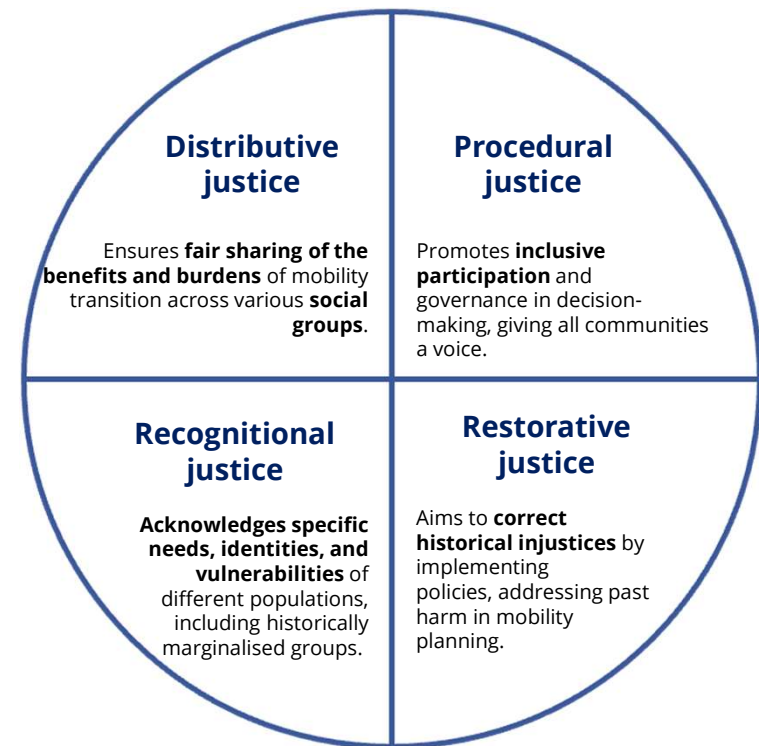 Distributive
justice
Ensures fair sharing of the
benefits and burdens of mobility
transition across various social
groups.
Procedural
justice
Promotes inclusive
participation and
governance in decision-
making, giving all communities
a voice.
Recognitional
justice
Acknowledges specific
needs, identities, and
vulnerabilities of
different populations,
including historically
marginalised groups.
Restorative
justice
Aims to correct
historical injustices by
implementing
policies, addressing past
harm in mobility
planning.